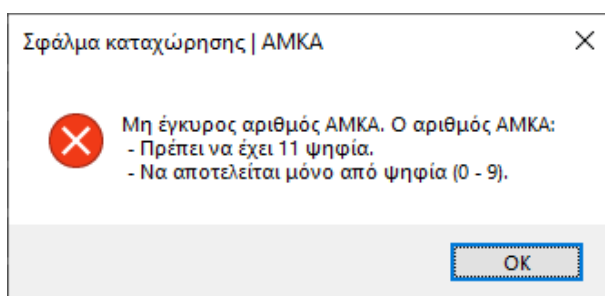 Σφάλμα καταχώρησης | ΑΜΚΑ
Μη έγκυρος αριθμός ΑΜΚΑ. Ο αριθμός ΑΜΚΑ:
- Πρέπει να έχει 11 ψηφία.
- Να αποτελείται μόνο από ψηφία (0 - 9).
OK